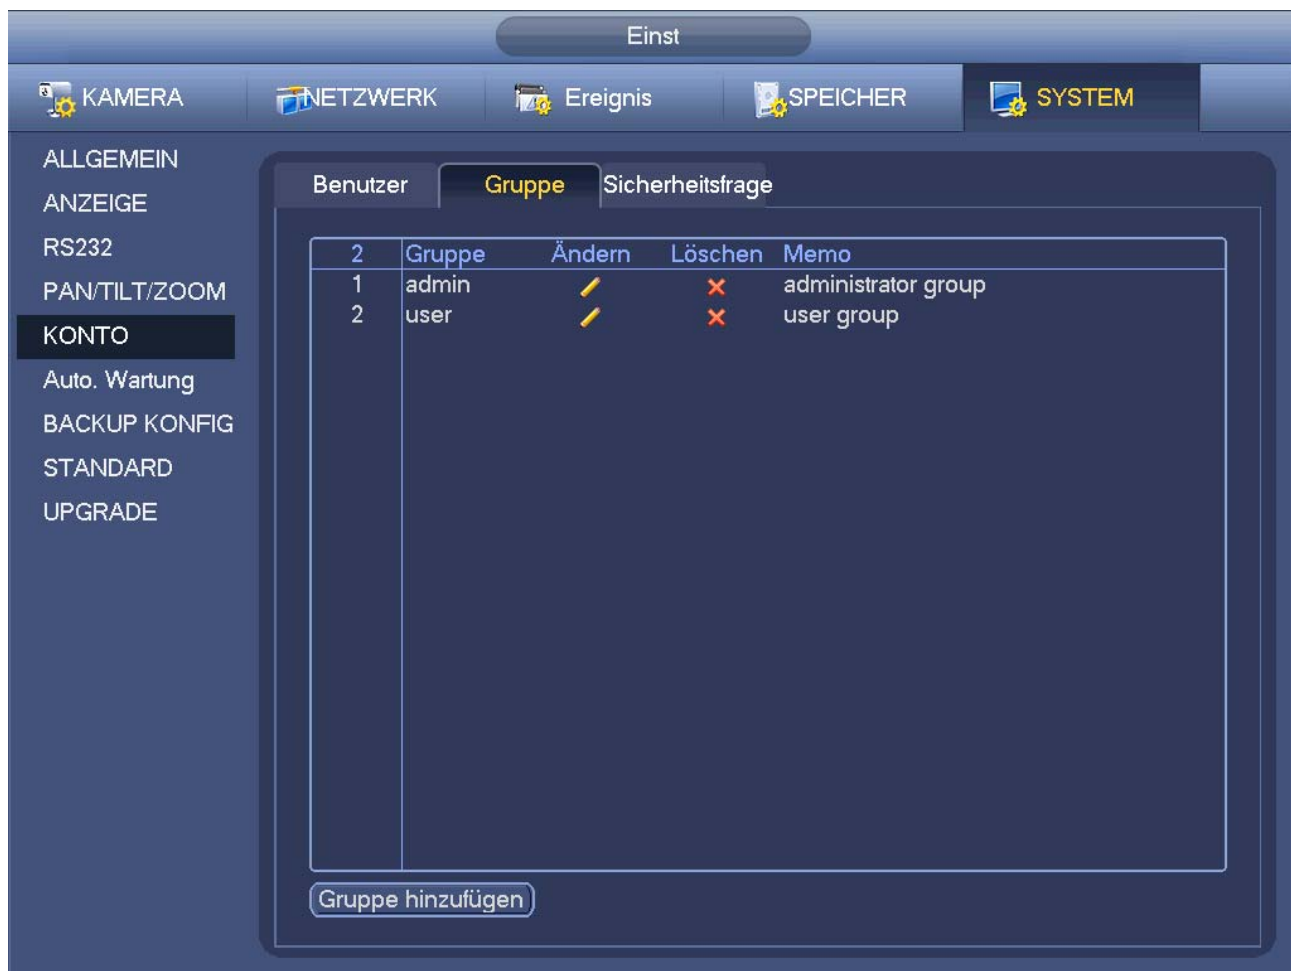 Einst
KAMERA NETZWERK Ereignis SPEICHER SYSTEM
ALLGEMEIN
ANZEIGE
RS232
PAN/TILT/ZOOM
KONTO
Auto. Wartung
BACKUP KONFIG
STANDARD
UPGRADE
Benutzer Gruppe Sicherheitsfrage
2 Gruppe Ändern Löschen Memo
1 admin administrator group
2 user user group
Gruppe hinzufügen